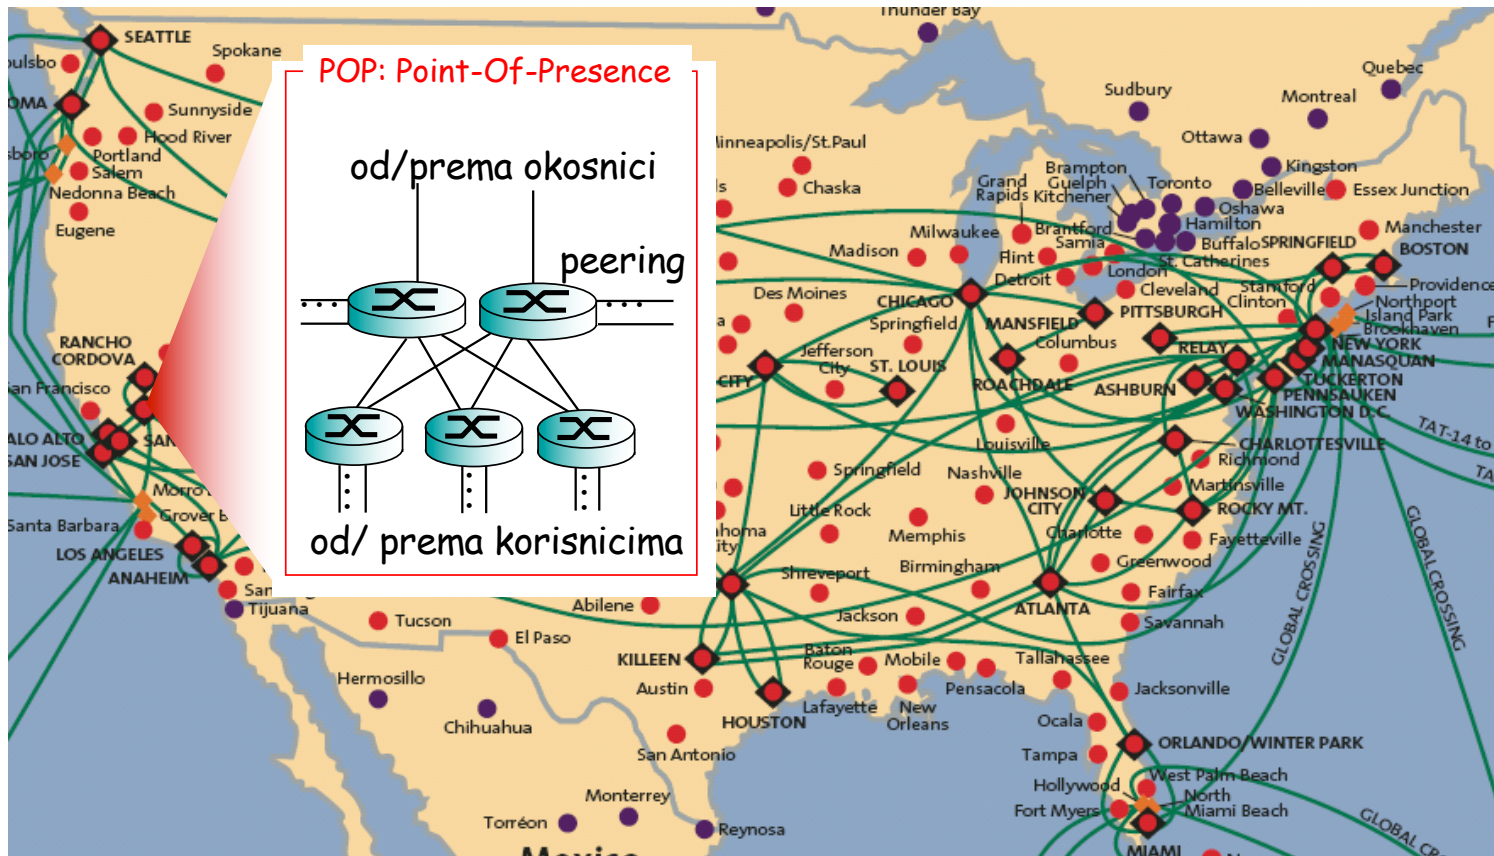 POP: Point-Of-Presence
od/prema okosnici
peering
od/ prema korisnicima
SEATTLE
Spokane
Sunnyside
Hood River
Portland
Salem
Nedonna Beach
Eugene
RANCHO
CORDOVA
San Francisco
SAN JOSE
Santa Barbara
LOS ANGELES
ANAHEIM
Tijuana
Tucson
El Paso
Hermosillo
Chihuahua
Monterrey
Torréon
Reynosa
Mexico
Thunder Bay
Minneapolis/St.Paul
Chaska
Madison
Milwaukee
Grand
Rapids
Flint
Detroit
Des Moines
CHICAGO
Springfield
Jefferson
City
ST. LOUIS
CITY
MANSFIELD
Columbus
ROACHDALE
PITTSBURGH
Cleveland
London
Sarnia
Brantford
Kitchener
Guelph
Brampton
Toronto
Oshawa
Hamilton
Buffalo
St. Catherines
Sudbury
Ottawa
Montreal
Quebec
Kingston
Belleville
Essex Junction
Manchester
SPRINGFIELD
BOSTON
Providence
Stamford
Clinton
Northport
Island Park
Brookhaven
NEW YORK
MANASQUAN
TUCKERTON
PENNSAUKEN
WASHINGTON D.C.
RELAY
ASHBURN
CHARLOTTESVILLE
Richmond
Martinsville
ROCKY MT.
Fayetteville
Louisville
Nashville
JOHNSON
CITY
Charlotte
Greenwood
Fairfax
Savannah
Springfield
Little Rock
Memphis
Birmingham
Shreveport
Jackson
ATLANTA
Abilene
KILLEEN
Austin
HOUSTON
San Antonio
Baton
Rouge
Lafayette
New
Orleans
Mobile
Pensacola
Tallahassee
Jacksonville
Ocala
Tampa
ORLANDO/WINTER PARK
West Palm Beach
Hollywood
North
Miami Beach
Fort Myers
MIAMI
TAT-14 to
GLOBAL CROSSING
GLOBAL CROSSING
GLOBAL